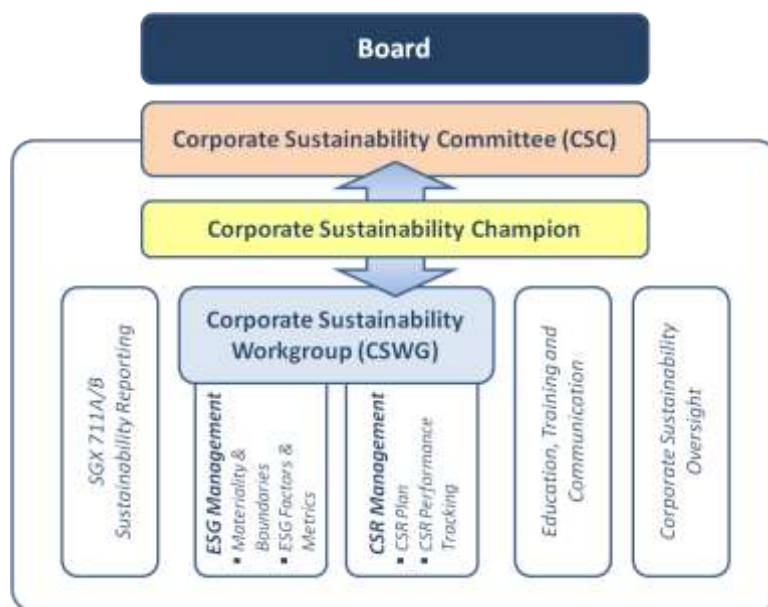 Board
Corporate Sustainability Committee (CSC)
Corporate Sustainability Champion
Corporate Sustainability
Workgroup (CSWG)
SGX 711A/B
Sustainability Reporting
ESG Management
▪ Materiality &
Boundaries
▪ ESG Factors &
Metrics
CSR Management
▪ CSR Plan
▪ CSR Performance
Tracking
Education, Training and
Communication
Corporate Sustainability
Oversight